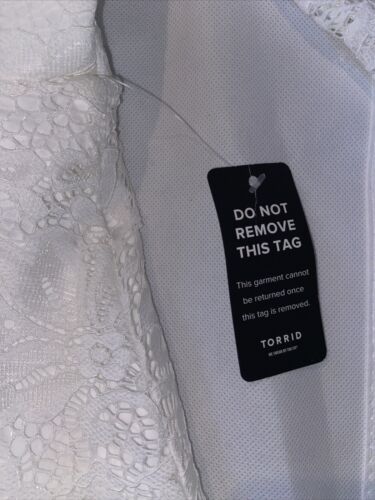 DO NOT
REMOVE
THIS TAG
This garment cannot
be returned once
this tag is removed.
TORRID